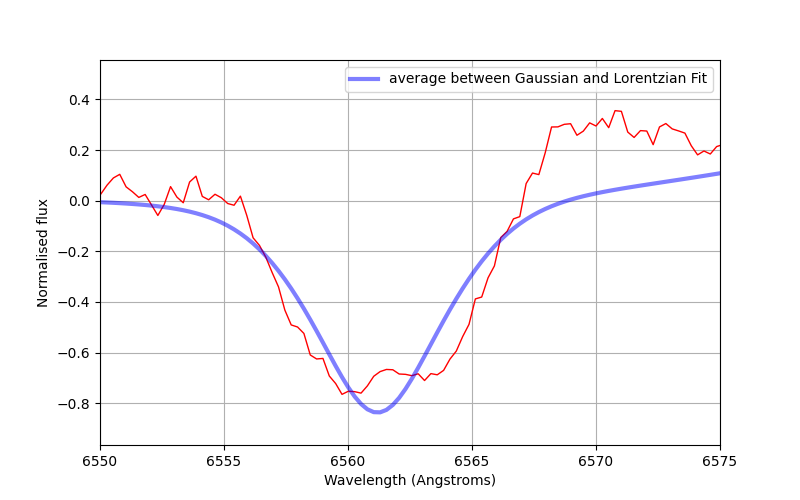 average between Gaussian and Lorentzian Fit
Normalised flux
0.4
0.2
0.0
−0.2
−0.4
−0.6
−0.8
6550 6555 6560 6565 6570 6575
Wavelength (Angstroms)